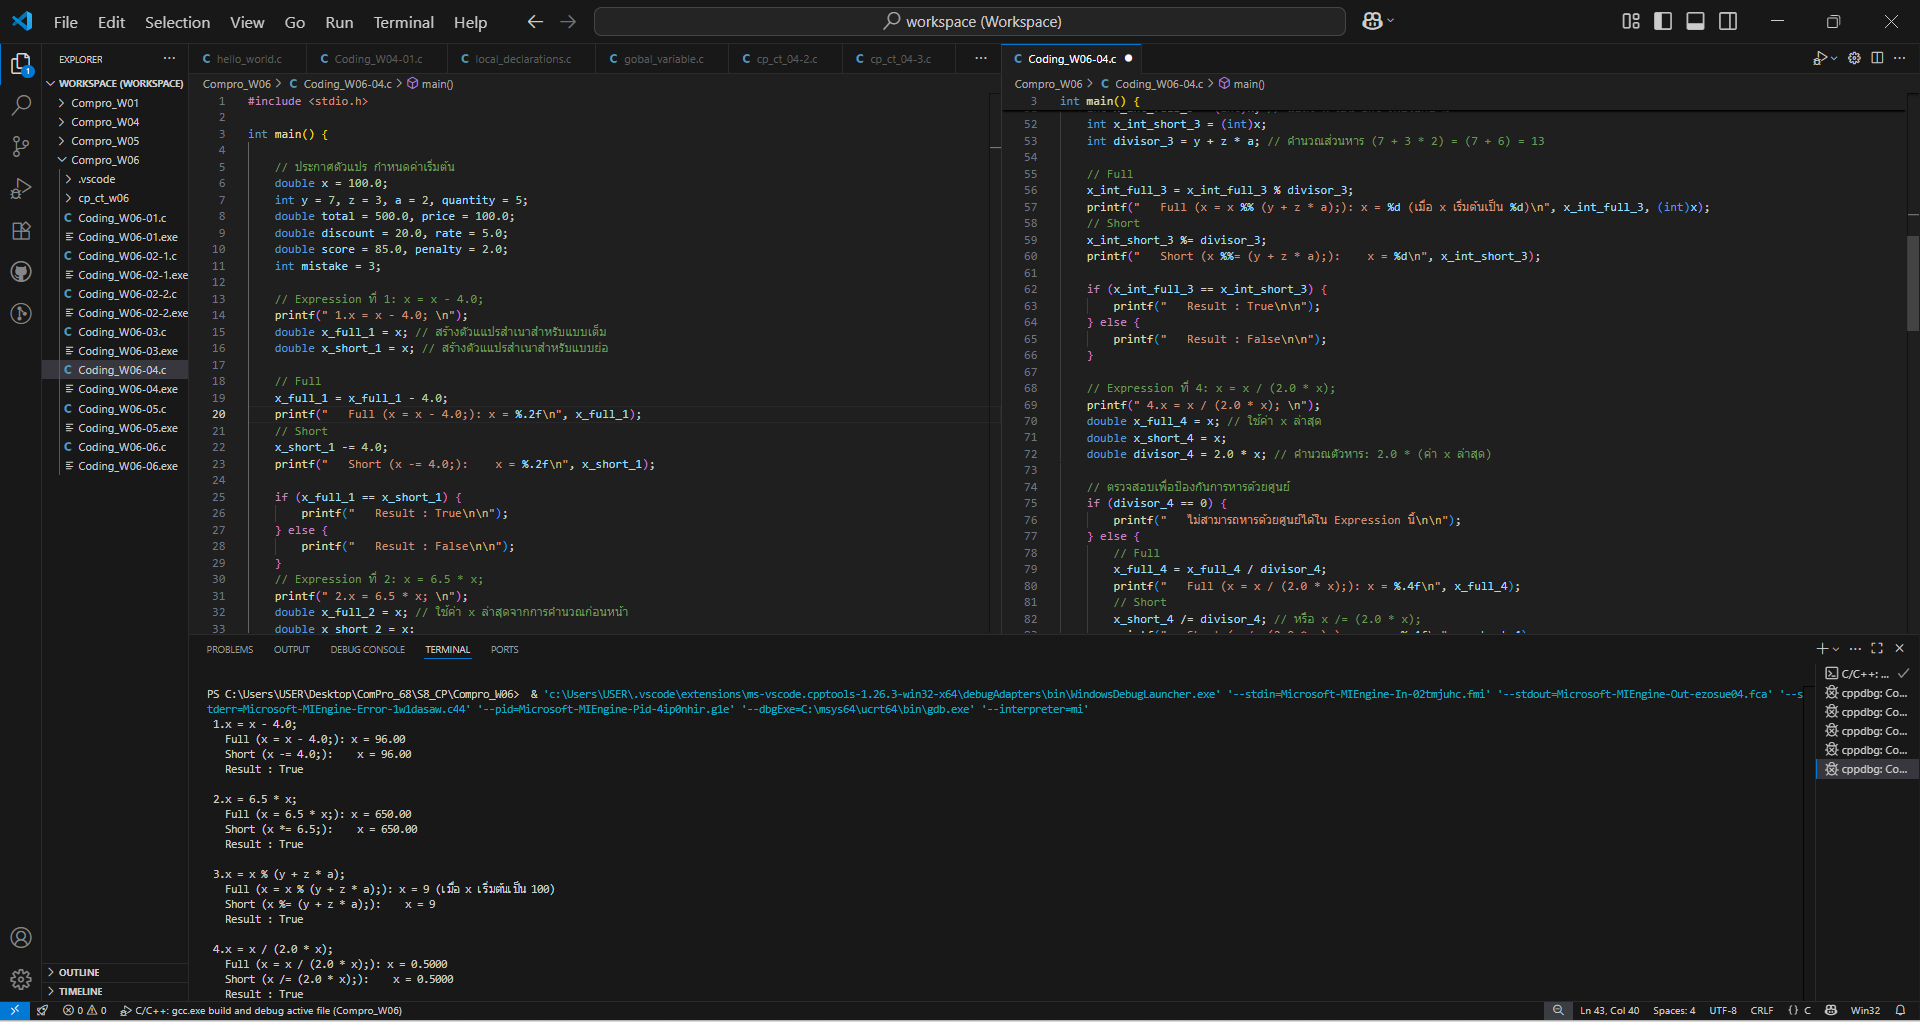 File Edit Selection View Go Run Terminal Help
workspace (Workspace)
EXPLORER
WORKSPACE (WORKSPACE)
Compro_W01
Compro_W04
Compro_W05
Compro_W06
.vscode
cp_ct_w06
Coding_W06-01.c
Coding_W06-01.exe
Coding_W06-02-1.c
Coding_W06-02-1.exe
Coding_W06-02-2.c
Coding_W06-02-2.exe
Coding_W06-03.c
Coding_W06-03.exe
Coding_W06-04.c
Coding_W06-04.exe
Coding_W06-05.c
Coding_W06-05.exe
Coding_W06-06.c
Coding_W06-06.exe
OUTLINE
TIMELINE
hello_world.c Coding_W04-01.c local_declarations.c gobal_variable.c cp_ct_04-2.c cp_ct_04-3.c
Compro_W06 > Coding_W06-04.c > main()
1 #include <stdio.h>
2
3 int main() {
4
5 // ประกาศตัวแปร กำหนดค่าเริ่มต้น
6 double x = 100.0;
7 int y = 7, z = 3, a = 2, quantity = 5;
8 double total = 500.0, price = 100.0;
9 double discount = 20.0, rate = 5.0;
10 double score = 85.0, penalty = 2.0;
11 int mistake = 3;
12
13 // Expression ที่ 1: x = x - 4.0;
14 printf(" 1.x = x - 4.0; \n");
15 double x_full_1 = x; // สร้างตัวแแปรสำเนาสำหรับแบบเต็ม
16 double x_short_1 = x; // สร้างตัวแแปรสำเนาสำหรับแบบย่อ
17
18 // Full
19 x_full_1 = x_full_1 - 4.0;
20 printf("   Full (x = x - 4.0;): x = %.2f\n", x_full_1);
21 // Short
22 x_short_1 -= 4.0;
23 printf("   Short (x -= 4.0;):    x = %.2f\n", x_short_1);
24
25 if (x_full_1 == x_short_1) {
26 printf("   Result : True\n\n");
27 } else {
28 printf("   Result : False\n\n");
29 }
30 // Expression ที่ 2: x = 6.5 * x;
31 printf(" 2.x = 6.5 * x; \n");
32 double x_full_2 = x; // ใช้ค่า x ล่าสุดจากการคำนวณก่อนหน้า
33 double x_short_2 = x;
Coding_W06-04.c
Compro_W06 > Coding_W06-04.c > main()
3 int main() {
52 int x_int_short_3 = (int)x;
53 int divisor_3 = y + z * a; // คำนวณส่วนหาร (7 + 3 * 2) = (7 + 6) = 13
54
55 // Full
56 x_int_full_3 = x_int_full_3 % divisor_3;
57 printf("   Full (x = x %% (y + z * a);): x = %d (เมื่อ x เริ่มต้นเป็น %d)\n", x_int_full_3, (int)x);
58 // Short
59 x_int_short_3 %= divisor_3;
60 printf("   Short (x %%= (y + z * a);):    x = %d\n", x_int_short_3);
61
62 if (x_int_full_3 == x_int_short_3) {
63 printf("   Result : True\n\n");
64 } else {
65 printf("   Result : False\n\n");
66 }
67
68 // Expression ที่ 4: x = x / (2.0 * x);
69 printf(" 4.x = x / (2.0 * x); \n");
70 double x_full_4 = x; // ใช้ค่า x ล่าสุด
71 double x_short_4 = x;
72 double divisor_4 = 2.0 * x; // คำนวณตัวหาร: 2.0 * (ค่า x ล่าสุด)
73
74 // ตรวจสอบเพื่อป้องกันการหารด้วยศูนย์
75 if (divisor_4 == 0) {
76 printf("   ไม่สามารถหารด้วยศูนย์ได้ใน Expression นี้\n\n");
77 } else {
78 // Full
79 x_full_4 = x_full_4 / divisor_4;
80 printf("   Full (x = x / (2.0 * x);): x = %.4f\n", x_full_4);
81 // Short
82 x_short_4 /= divisor_4; // หรือ x /= (2.0 * x);
PROBLEMS OUTPUT DEBUG CONSOLE TERMINAL PORTS
PS C:\Users\USER\Desktop\ComPro_68\S8_CP\Compro_W06>  & 'c:\Users\USER\.vscode\extensions\ms-vscode.cpptools-1.26.3-win32-x64\debugAdapters\bin\WindowsDebugLauncher.exe' '--stdin=Microsoft-MIEngine-In-02tmjuhc.fmi' '--stdout=Microsoft-MIEngine-Out-ezosue04.fca' '--s
tderr=Microsoft-MIEngine-Error-1w1dasaw.c44' '--pid=Microsoft-MIEngine-Pid-4ip0nhir.g1e' '--dbgExe=C:\msys64\ucrt64\bin\gdb.exe' '--interpreter=mi'
1.x = x - 4.0;
Full (x = x - 4.0;): x = 96.00
Short (x -= 4.0;):    x = 96.00
Result : True
2.x = 6.5 * x;
Full (x = 6.5 * x;): x = 650.00
Short (x *= 6.5;):    x = 650.00
Result : True
3.x = x % (y + z * a);
Full (x = x % (y + z * a);): x = 9 (เมื่อ x เริ่มต้นเป็น 100)
Short (x %= (y + z * a);):    x = 9
Result : True
4.x = x / (2.0 * x);
Full (x = x / (2.0 * x);): x = 0.5000
Short (x /= (2.0 * x);):    x = 0.5000
Result : True
C/C++: ...
cppdbg: Co...
cppdbg: Co...
cppdbg: Co...
cppdbg: Co...
cppdbg: Co...
0 0 C/C++: gcc.exe build and debug active file (Compro_W06)
Ln 43, Col 40 Spaces: 4 UTF-8 CRLF {} C Win32